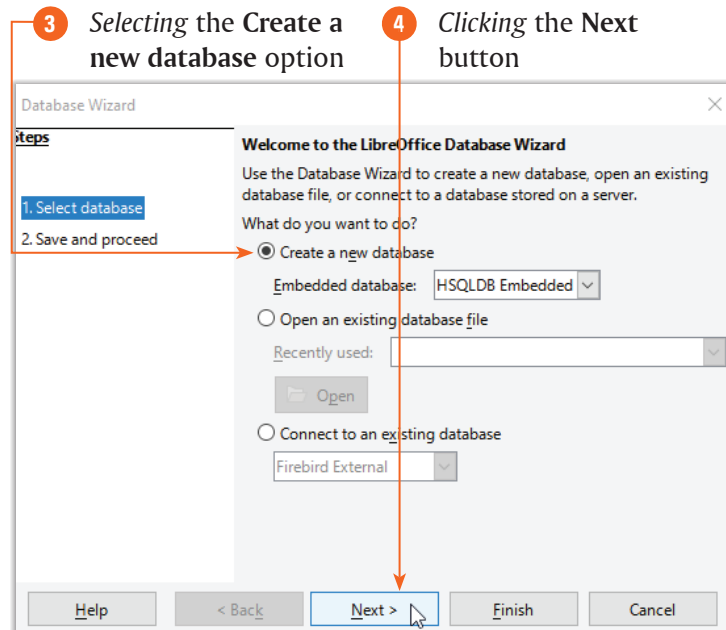 3 Selecting the Create a new database option
4 Clicking the Next button
Database Wizard
Steps
1. Select database
2. Save and proceed
Welcome to the LibreOffice Database Wizard
Use the Database Wizard to create a new database, open an existing
database file, or connect to a database stored on a server.
What do you want to do?
Create a new database
Embedded database: HSQLDB Embedded
Open an existing database file
Recently used:
Open
Connect to an existing database
Firebird External
Help < Back Next > Finish Cancel